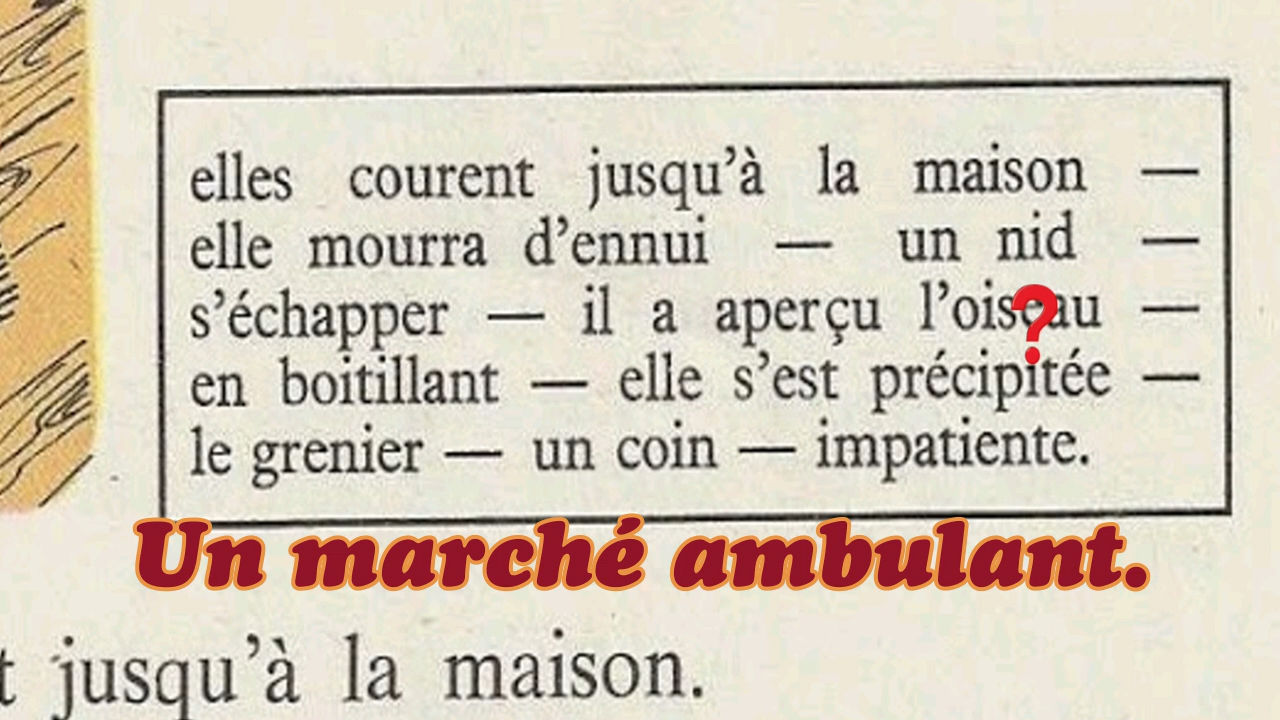 elles courent jusqu'à la maison —
elle mourra d'ennui — un nid —
s'échapper — il a aperçu l'oiseau —
en boitillant — elle s'est précipitée —
le grenier — un coin — impatiente.
❓
Un marché ambulant.
t jusqu'à la maison.